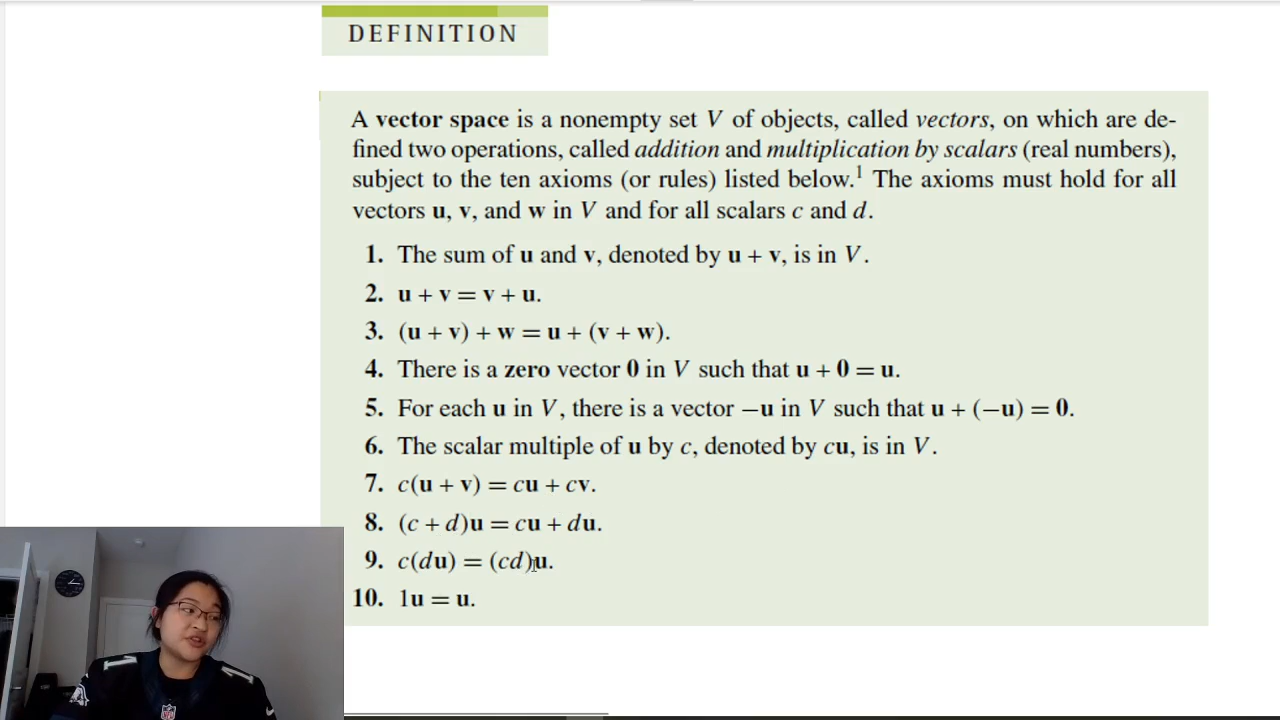 DEFINITION
A vector space is a nonempty set V of objects, called vectors, on which are de-
fined two operations, called addition and multiplication by scalars (real numbers),
subject to the ten axioms (or rules) listed below.¹ The axioms must hold for all
vectors u, v, and w in V and for all scalars c and d.
1. The sum of u and v, denoted by u + v, is in V.
2. u + v = v + u.
3. (u + v) + w = u + (v + w).
4. There is a zero vector 0 in V such that u + 0 = u.
5. For each u in V, there is a vector −u in V such that u + (−u) = 0.
6. The scalar multiple of u by c, denoted by cu, is in V.
7. c(u + v) = cu + cv.
8. (c + d)u = cu + du.
9. c(du) = (cd)u.
10. 1u = u.